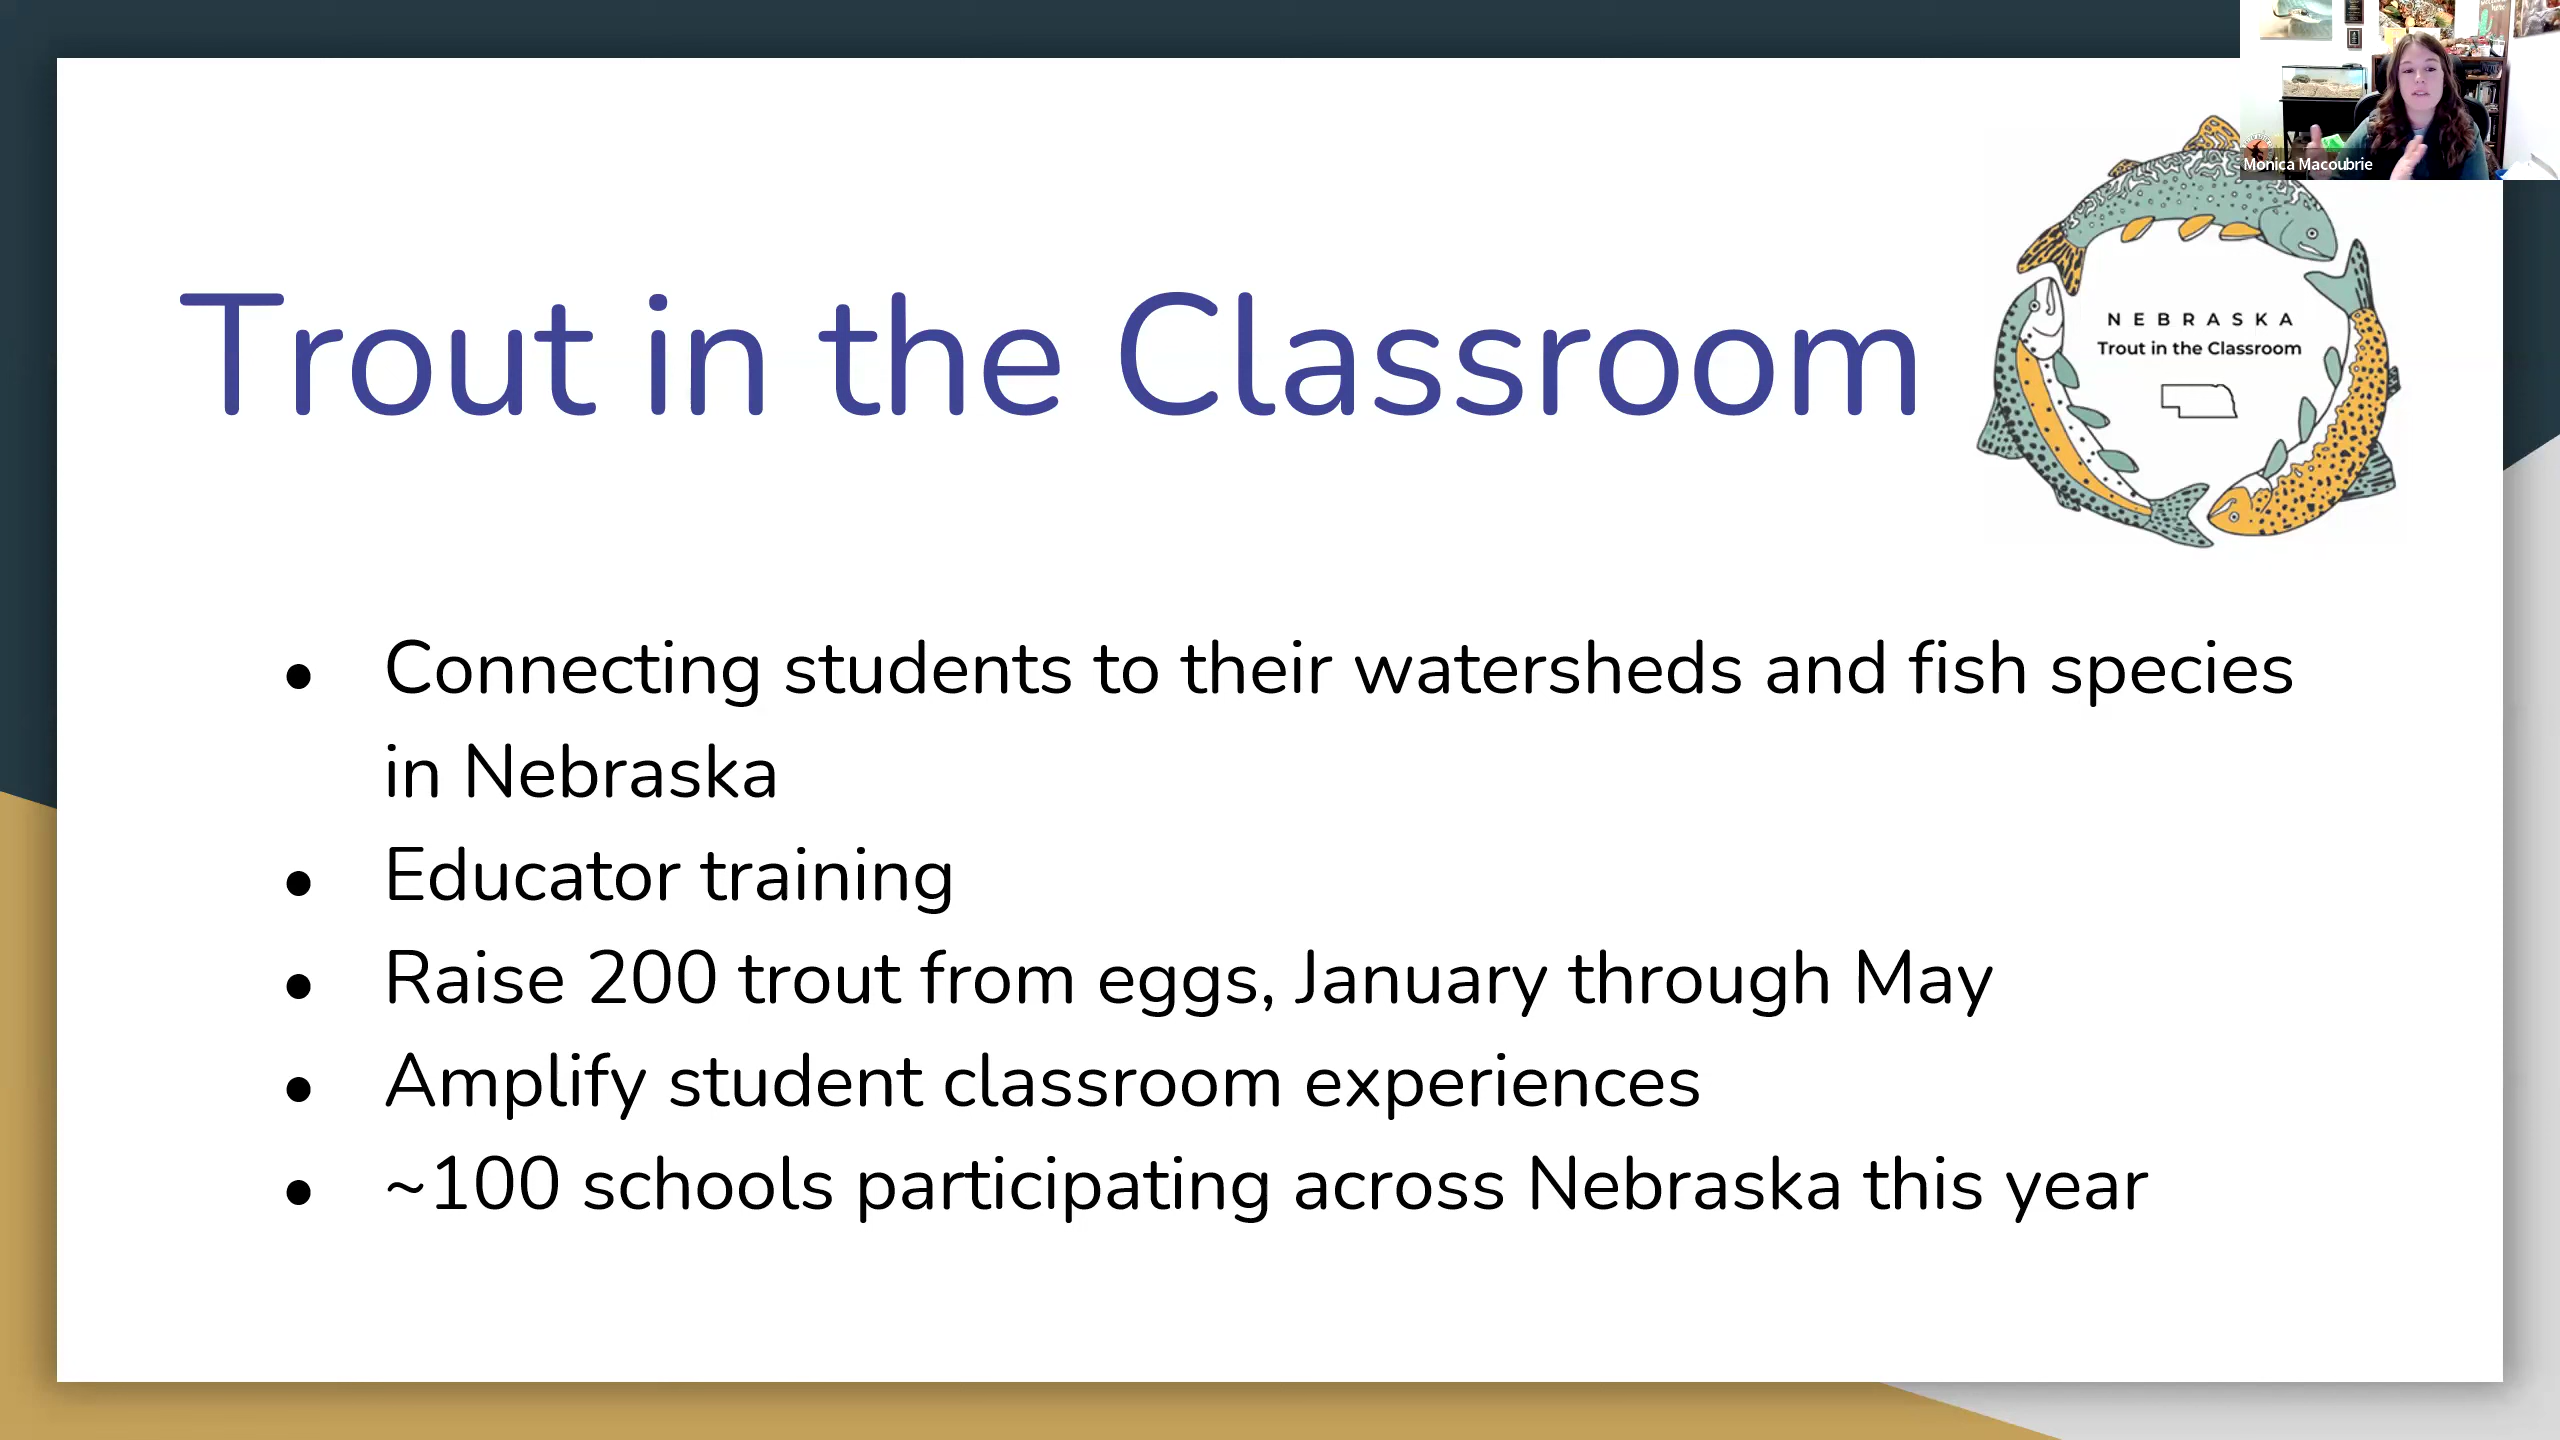 Monica Macoubrie
Trout in the Classroom
NEBRASKA
Trout in the Classroom
● Connecting students to their watersheds and fish species
in Nebraska
● Educator training
● Raise 200 trout from eggs, January through May
● Amplify student classroom experiences
● ~100 schools participating across Nebraska this year